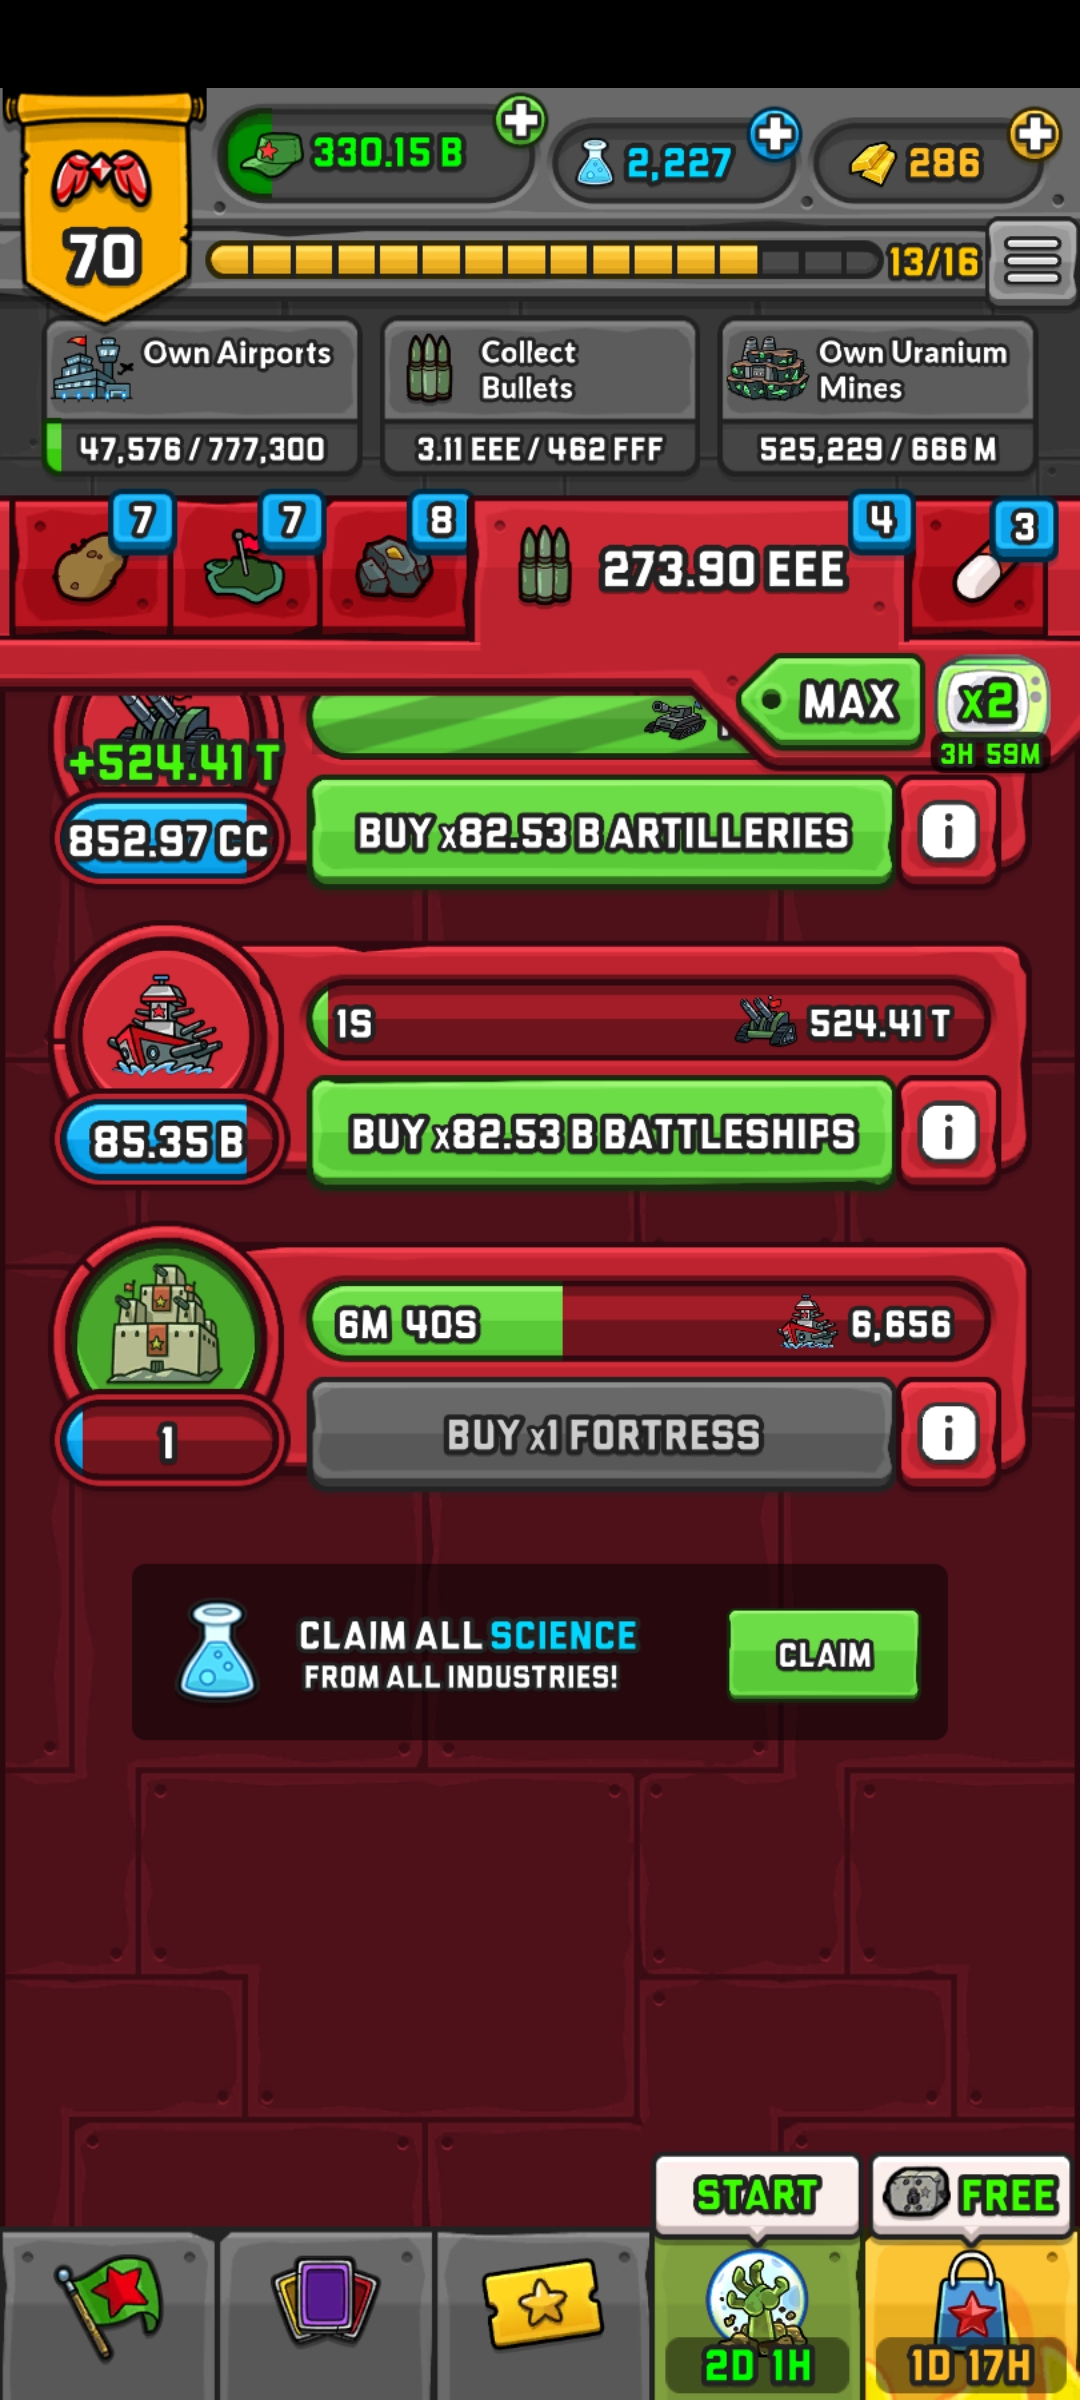 330.15 B
2,227
286
70
13/16
Own Airports
47,576 / 777,300
Collect
Bullets
3.11 EEE / 462 FFF
Own Uranium
Mines
525,229 / 666 M
7
7
8
273.90 EEE
4
3
MAX
x2
3H 59M
+524.41 T
852.97 CC
BUY x82.53 B ARTILLERIES
i
1S
524.41 T
85.35 B
BUY x82.53 B BATTLESHIPS
i
6M 40S
6,656
1
BUY x1 FORTRESS
i
CLAIM ALL SCIENCE
FROM ALL INDUSTRIES!
CLAIM
START
FREE
2D 1H
1D 17H